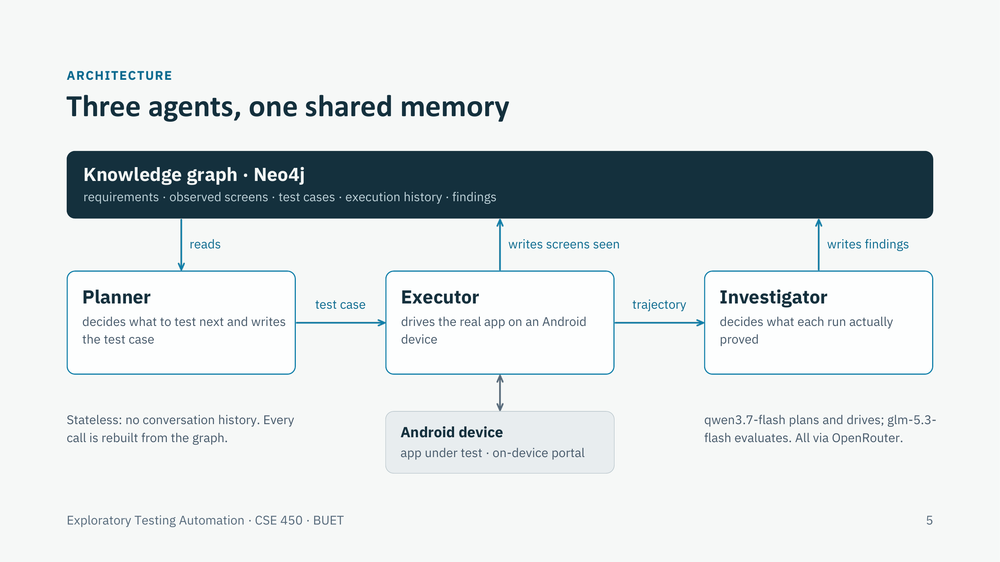 ARCHITECTURE
Three agents, one shared memory
Knowledge graph · Neo4j
requirements · observed screens · test cases · execution history · findings
reads
writes screens seen
writes findings
Planner
decides what to test next and writes
the test case
test case
Executor
drives the real app on an Android
device
trajectory
Investigator
decides what each run actually
proved
Stateless: no conversation history. Every
call is rebuilt from the graph.
Android device
app under test · on-device portal
qwen3.7-flash plans and drives; glm-5.3-
flash evaluates. All via OpenRouter.
Exploratory Testing Automation · CSE 450 · BUET
5